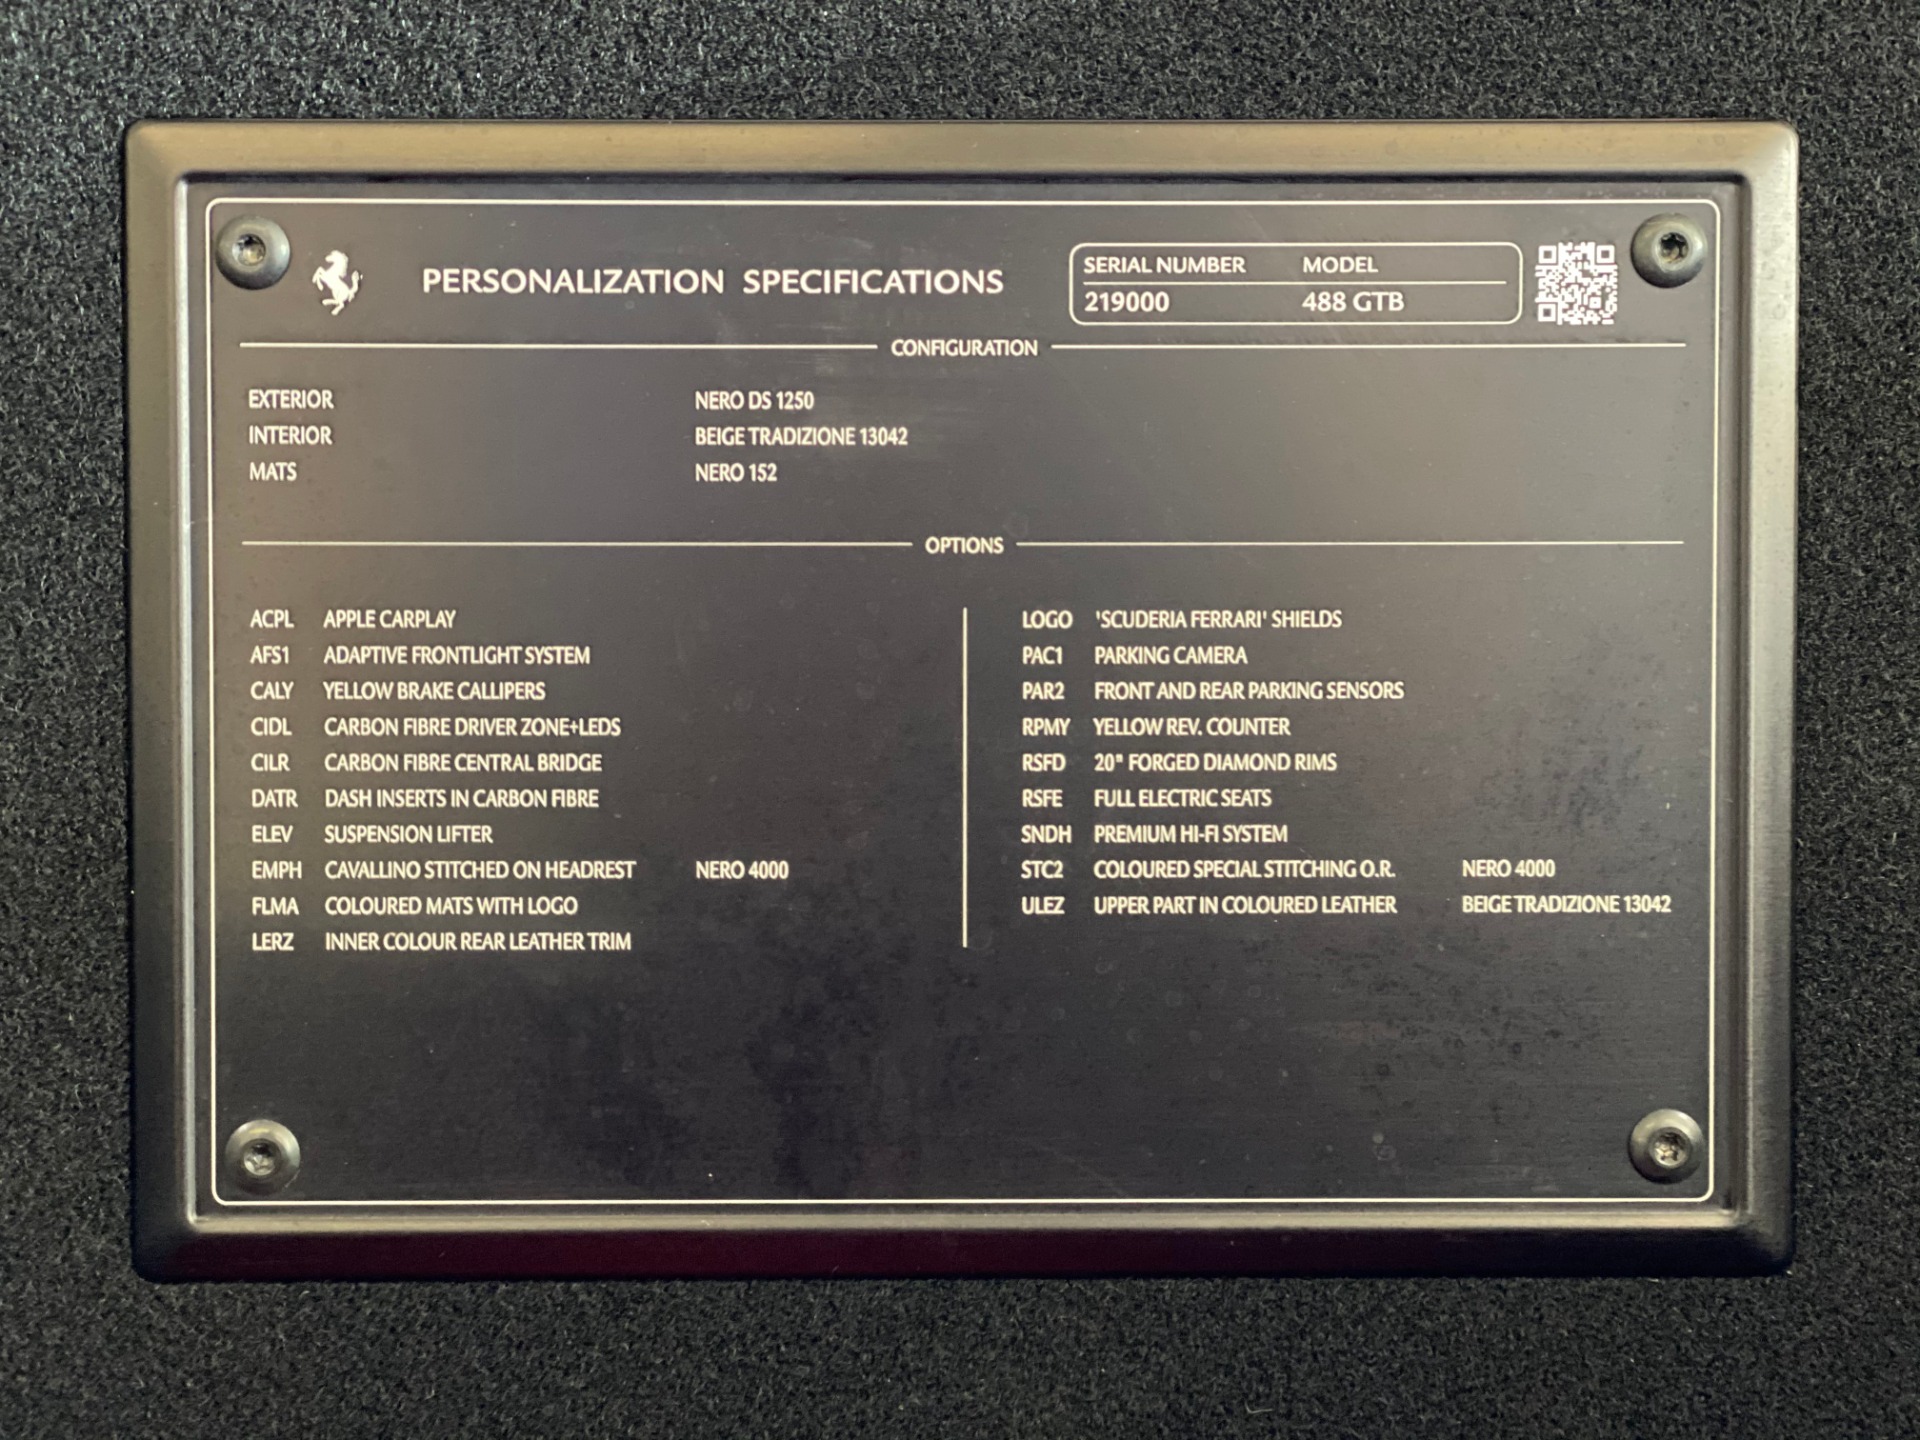 PERSONALIZATION SPECIFICATIONS
SERIAL NUMBER MODEL
219000 488 GTB
CONFIGURATION
EXTERIOR NERO DS 1250
INTERIOR BEIGE TRADIZIONE 13042
MATS NERO 152
OPTIONS
ACPL APPLE CARPLAY
AFS1 ADAPTIVE FRONTLIGHT SYSTEM
CALY YELLOW BRAKE CALLIPERS
CIDL CARBON FIBRE DRIVER ZONE+LEDS
CILR CARBON FIBRE CENTRAL BRIDGE
DATR DASH INSERTS IN CARBON FIBRE
ELEV SUSPENSION LIFTER
EMPH CAVALLINO STITCHED ON HEADREST NERO 4000
FLMA COLOURED MATS WITH LOGO
LERZ INNER COLOUR REAR LEATHER TRIM
LOGO 'SCUDERIA FERRARI' SHIELDS
PAC1 PARKING CAMERA
PAR2 FRONT AND REAR PARKING SENSORS
RPMY YELLOW REV. COUNTER
RSFD 20" FORGED DIAMOND RIMS
RSFE FULL ELECTRIC SEATS
SNDH PREMIUM HI-FI SYSTEM
STC2 COLOURED SPECIAL STITCHING O.R. NERO 4000
ULEZ UPPER PART IN COLOURED LEATHER BEIGE TRADIZIONE 13042